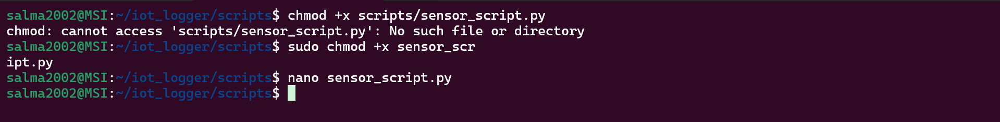 salma2002@MSI:~/iot_logger/scripts$ chmod +x scripts/sensor_script.py
chmod: cannot access 'scripts/sensor_script.py': No such file or directory
salma2002@MSI:~/iot_logger/scripts$ sudo chmod +x sensor_scr
ipt.py
salma2002@MSI:~/iot_logger/scripts$ nano sensor_script.py
salma2002@MSI:~/iot_logger/scripts$